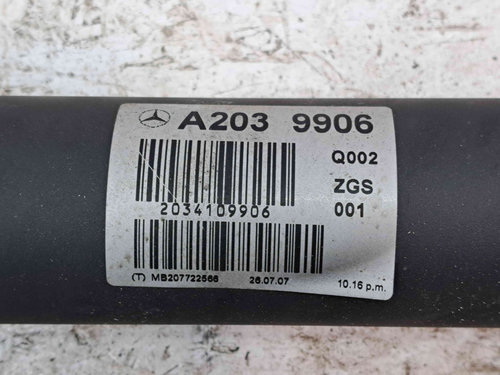 A203 9906
Q002
ZGS
2034109906 001
(T) MB207722566 26.07.07 10.16 p.m.